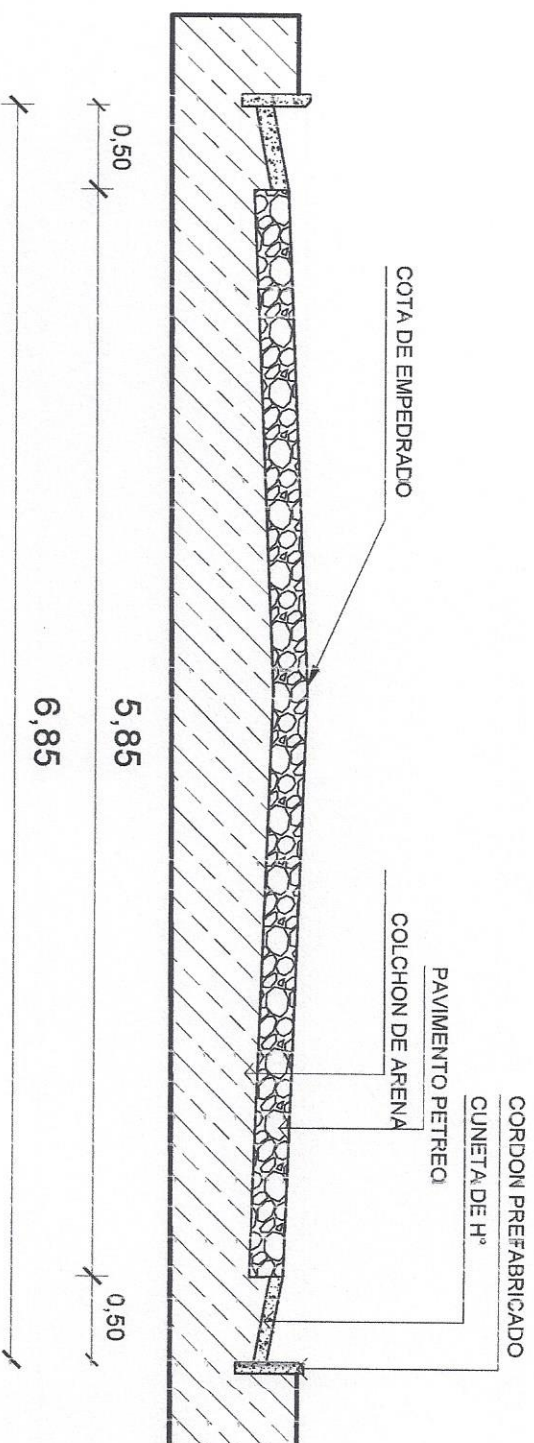 CORDON PREFABRICADO
CUNETA DE Hº
PAVIMENTO PETREO
COLCHON DE ARENA
COTA DE EMPEDRADO
0,50
5,85
0,50
6,85